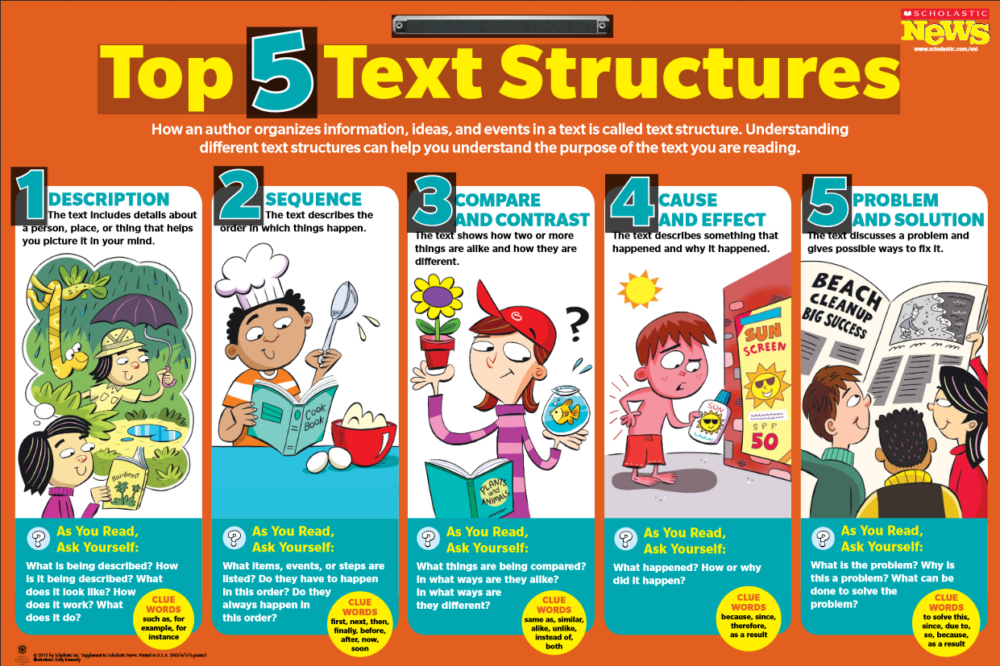 SCHOLASTIC
NEWS
www.scholastic.com/sni
Top 5 Text Structures
How an author organizes information, ideas, and events in a text is called text structure. Understanding
different text structures can help you understand the purpose of the text you are reading.
1 DESCRIPTION
The text includes details about
a person, place, or thing that helps
you picture it in your mind.
Rainforest
As You Read,
Ask Yourself:
What is being described? How
is it being described? What
does it look like? How
does it work? What
does it do?
CLUE
WORDS
such as, for
example, for
instance
2 SEQUENCE
The text describes the
order in which things happen.
Cook
Book
As You Read,
Ask Yourself:
What items, events, or steps are
listed? Do they have to happen
in this order? Do they
always happen in
this order?
CLUE
WORDS
first, next, then,
finally, before,
after, now,
soon
3 COMPARE
AND CONTRAST
The text shows how two or more
things are alike and how they are
different.
?
PLANTS
and
ANIMALS
As You Read,
Ask Yourself:
What things are being compared?
In what ways are they alike?
In what ways are
they different?
CLUE
WORDS
same as, similar,
alike, unlike,
instead of,
both
4 CAUSE
AND EFFECT
The text describes something that
happened and why it happened.
SUN
SCREEN
SPF
50
SUN
As You Read,
Ask Yourself:
What happened? How or why
did it happen?
CLUE
WORDS
because, since,
therefore,
as a result
5 PROBLEM
AND SOLUTION
The text discusses a problem and
gives possible ways to fix it.
BEACH
CLEANUP
BIG SUCCESS
As You Read,
Ask Yourself:
What is the problem? Why is
this a problem? What can be
done to solve the
problem?
CLUE
WORDS
to solve this,
since, due to,
so, because,
as a result
© 2013 by Scholastic Inc. Supplement to Scholastic News. Printed in U.S.A. SN3/4/5/6-poster3
Illustrations: Kelly Kennedy